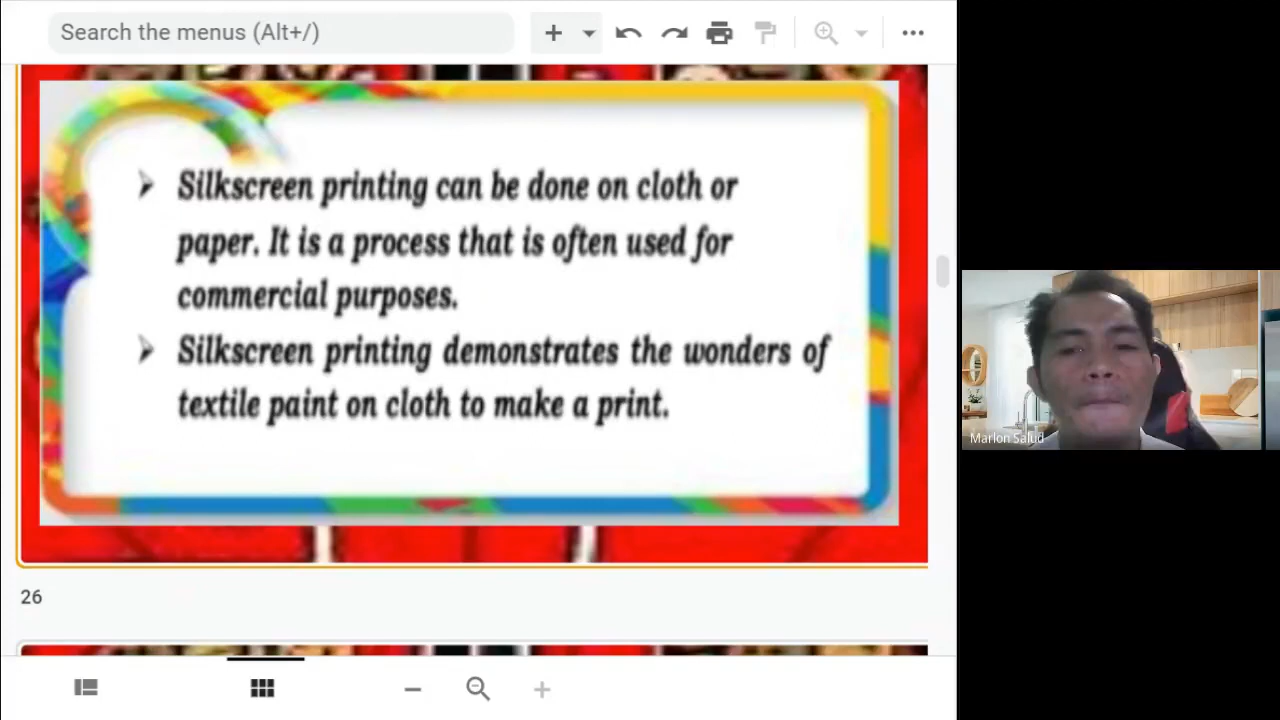 Search the menus (Alt+/)
Silkscreen printing can be done on cloth or
paper. It is a process that is often used for
commercial purposes.
Silkscreen printing demonstrates the wonders of
textile paint on cloth to make a print.
26
Marlon Salud